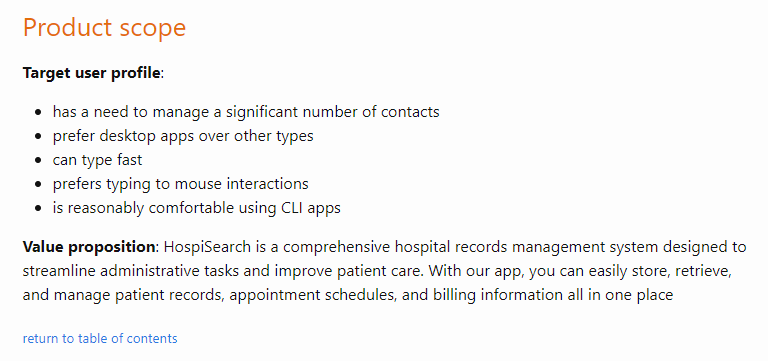 Product scope
Target user profile:
has a need to manage a significant number of contacts
prefer desktop apps over other types
can type fast
prefers typing to mouse interactions
is reasonably comfortable using CLI apps
Value proposition: HospiSearch is a comprehensive hospital records management system designed to
streamline administrative tasks and improve patient care. With our app, you can easily store, retrieve,
and manage patient records, appointment schedules, and billing information all in one place
return to table of contents